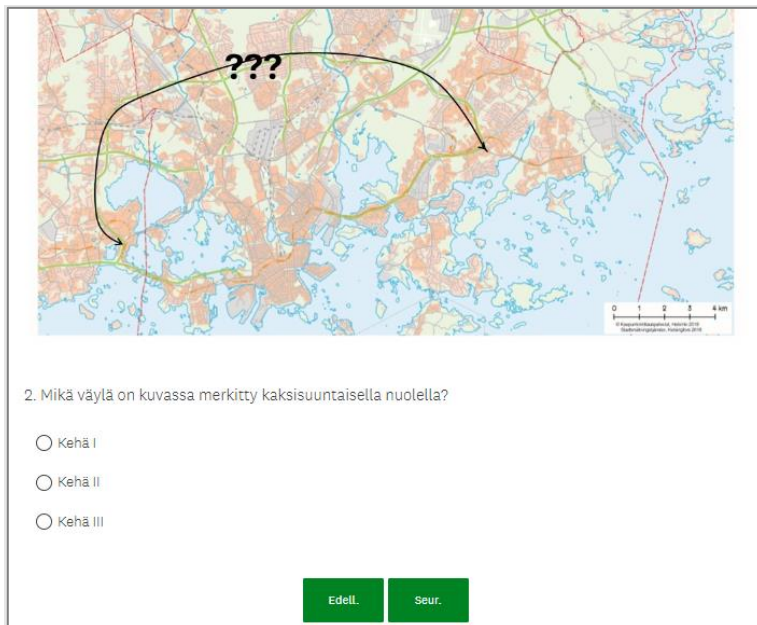 ???
0 1 2 3 4 km
2. Mikä väylä on kuvassa merkitty kaksisuuntaisella nuolella?
Kehä I
Kehä II
Kehä III
Edell.
Seur.